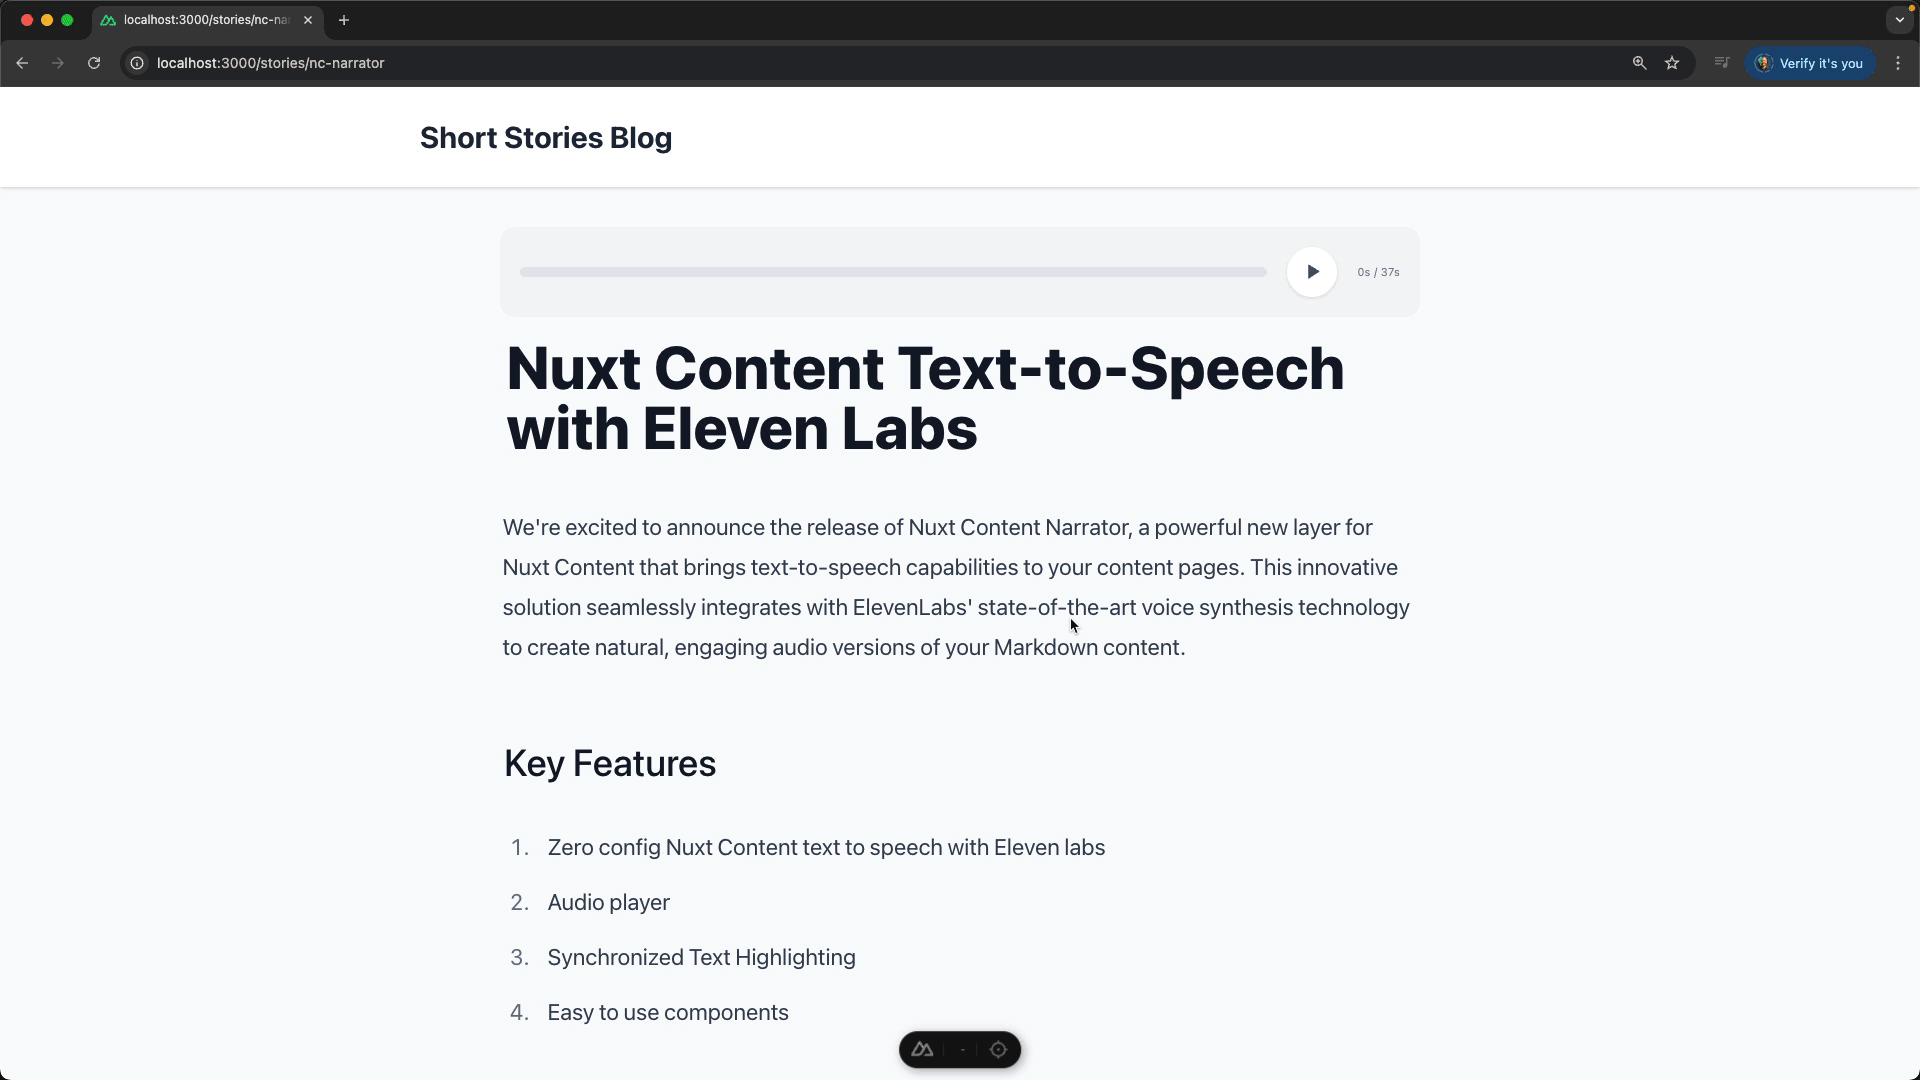 localhost:3000/stories/nc-nar
localhost:3000/stories/nc-narrator
Verify it's you
Short Stories Blog
0s / 37s
Nuxt Content Text-to-Speech
with Eleven Labs
We're excited to announce the release of Nuxt Content Narrator, a powerful new layer for
Nuxt Content that brings text-to-speech capabilities to your content pages. This innovative
solution seamlessly integrates with ElevenLabs' state-of-the-art voice synthesis technology
to create natural, engaging audio versions of your Markdown content.
Key Features
1. Zero config Nuxt Content text to speech with Eleven labs
2. Audio player
3. Synchronized Text Highlighting
4. Easy to use components
-